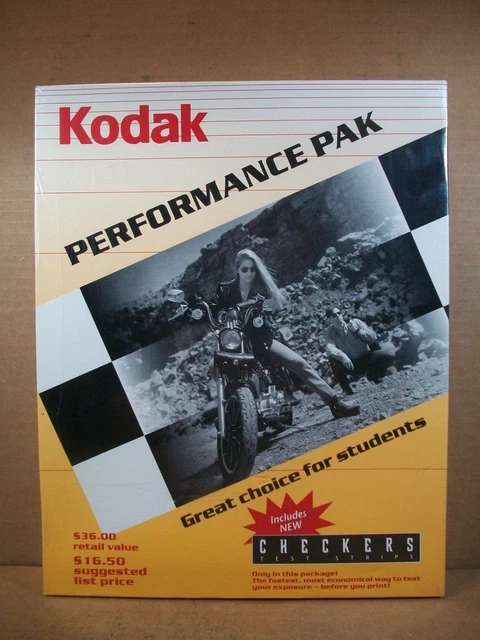 Kodak
PERFORMANCE PAK
Great choice for students
$36.00
retail value
$16.50
suggested
list price
Includes
NEW
CHECKERS
TEST STRIPS
Only in this package!
The fastest, most economical way to test
your exposure – before you print!